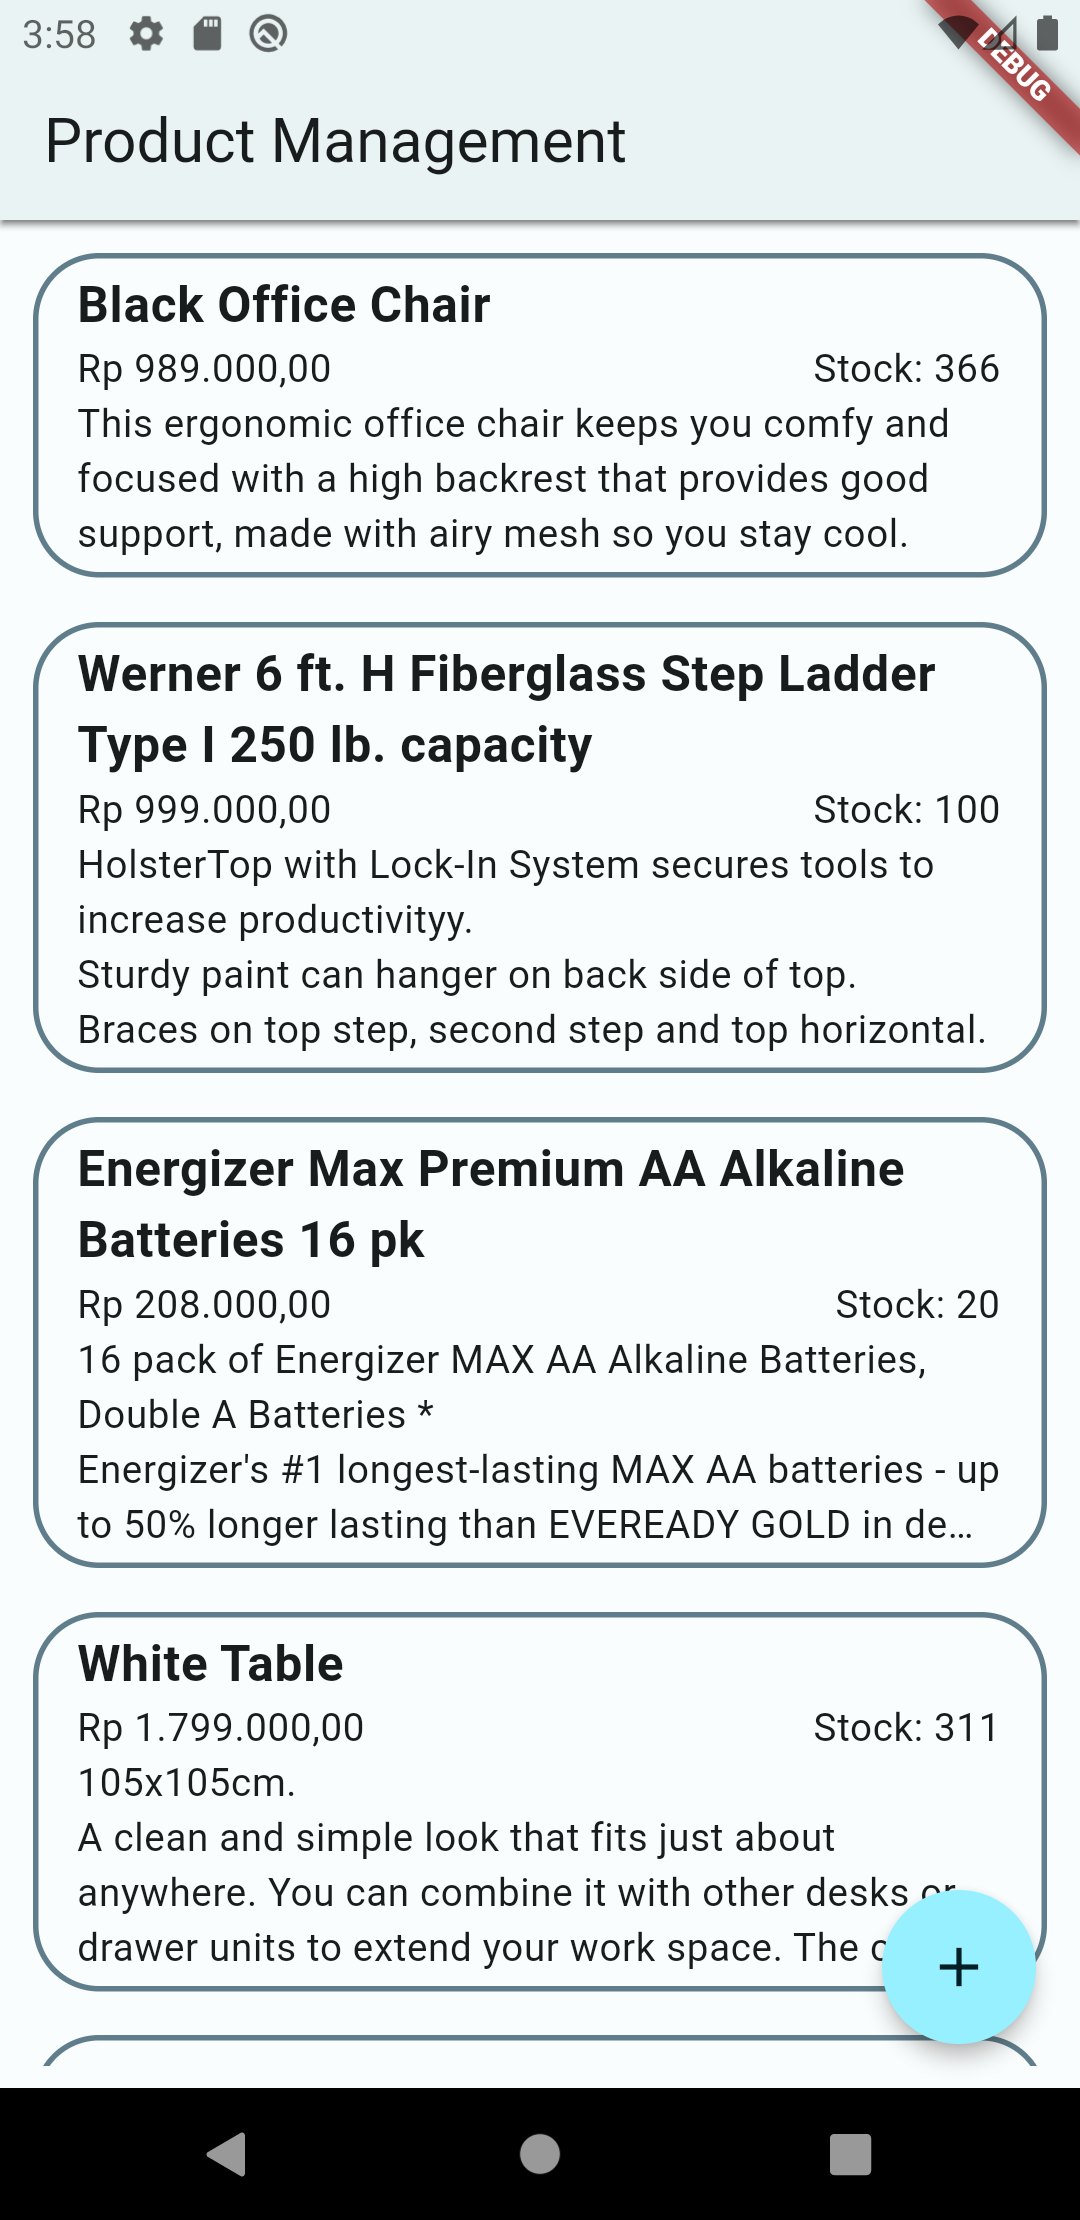 3:58
DEBUG
Product Management
Black Office Chair
Rp 989.000,00 Stock: 366
This ergonomic office chair keeps you comfy and
focused with a high backrest that provides good
support, made with airy mesh so you stay cool.
Werner 6 ft. H Fiberglass Step Ladder
Type I 250 lb. capacity
Rp 999.000,00 Stock: 100
HolsterTop with Lock-In System secures tools to
increase productivityy.
Sturdy paint can hanger on back side of top.
Braces on top step, second step and top horizontal.
Energizer Max Premium AA Alkaline
Batteries 16 pk
Rp 208.000,00 Stock: 20
16 pack of Energizer MAX AA Alkaline Batteries,
Double A Batteries *
Energizer's #1 longest-lasting MAX AA batteries - up
to 50% longer lasting than EVEREADY GOLD in de…
White Table
Rp 1.799.000,00 Stock: 311
105x105cm.
A clean and simple look that fits just about
anywhere. You can combine it with other desks or
drawer units to extend your work space. The